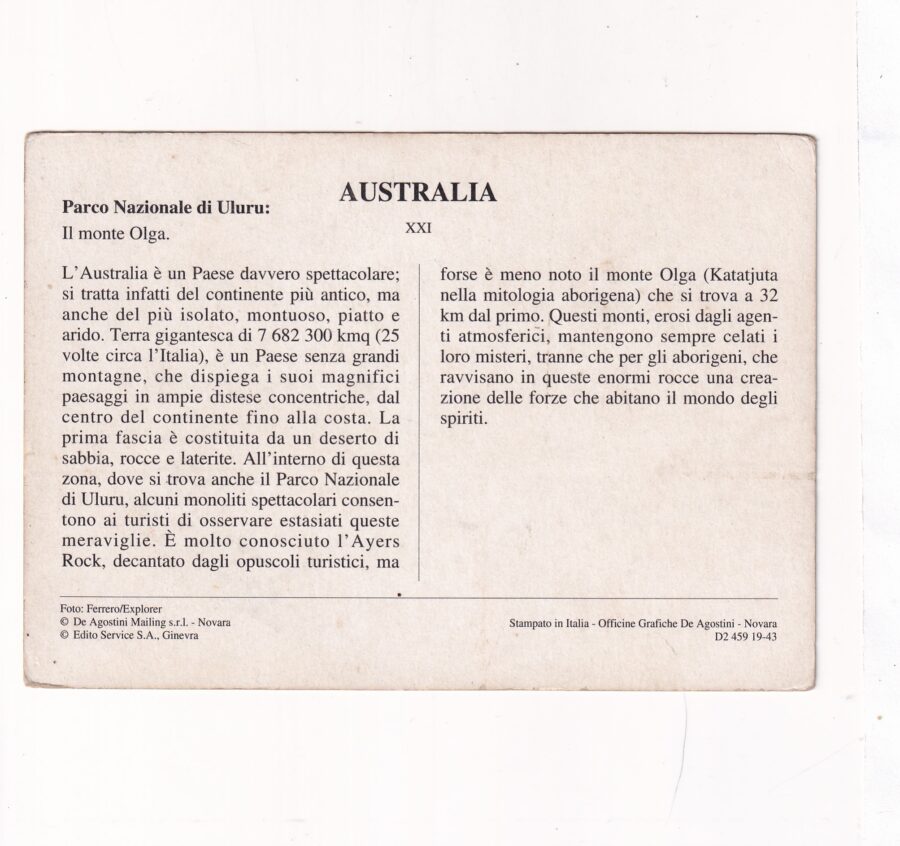 AUSTRALIA
XXI
Parco Nazionale di Uluru:
Il monte Olga.
L'Australia è un Paese davvero spettacolare;
si tratta infatti del continente più antico, ma
anche del più isolato, montuoso, piatto e
arido. Terra gigantesca di 7 682 300 kmq (25
volte circa l'Italia), è un Paese senza grandi
montagne, che dispiega i suoi magnifici
paesaggi in ampie distese concentriche, dal
centro del continente fino alla costa. La
prima fascia è costituita da un deserto di
sabbia, rocce e laterite. All'interno di questa
zona, dove si trova anche il Parco Nazionale
di Uluru, alcuni monoliti spettacolari consen-
tono ai turisti di osservare estasiati queste
meraviglie. È molto conosciuto l'Ayers
Rock, decantato dagli opuscoli turistici, ma
forse è meno noto il monte Olga (Katatjuta
nella mitologia aborigena) che si trova a 32
km dal primo. Questi monti, erosi dagli agen-
ti atmosferici, mantengono sempre celati i
loro misteri, tranne che per gli aborigeni, che
ravvisano in queste enormi rocce una crea-
zione delle forze che abitano il mondo degli
spiriti.
Foto: Ferrero/Explorer
© De Agostini Mailing s.r.l. - Novara
© Edito Service S.A., Ginevra
Stampato in Italia - Officine Grafiche De Agostini - Novara
D2 459 19-43